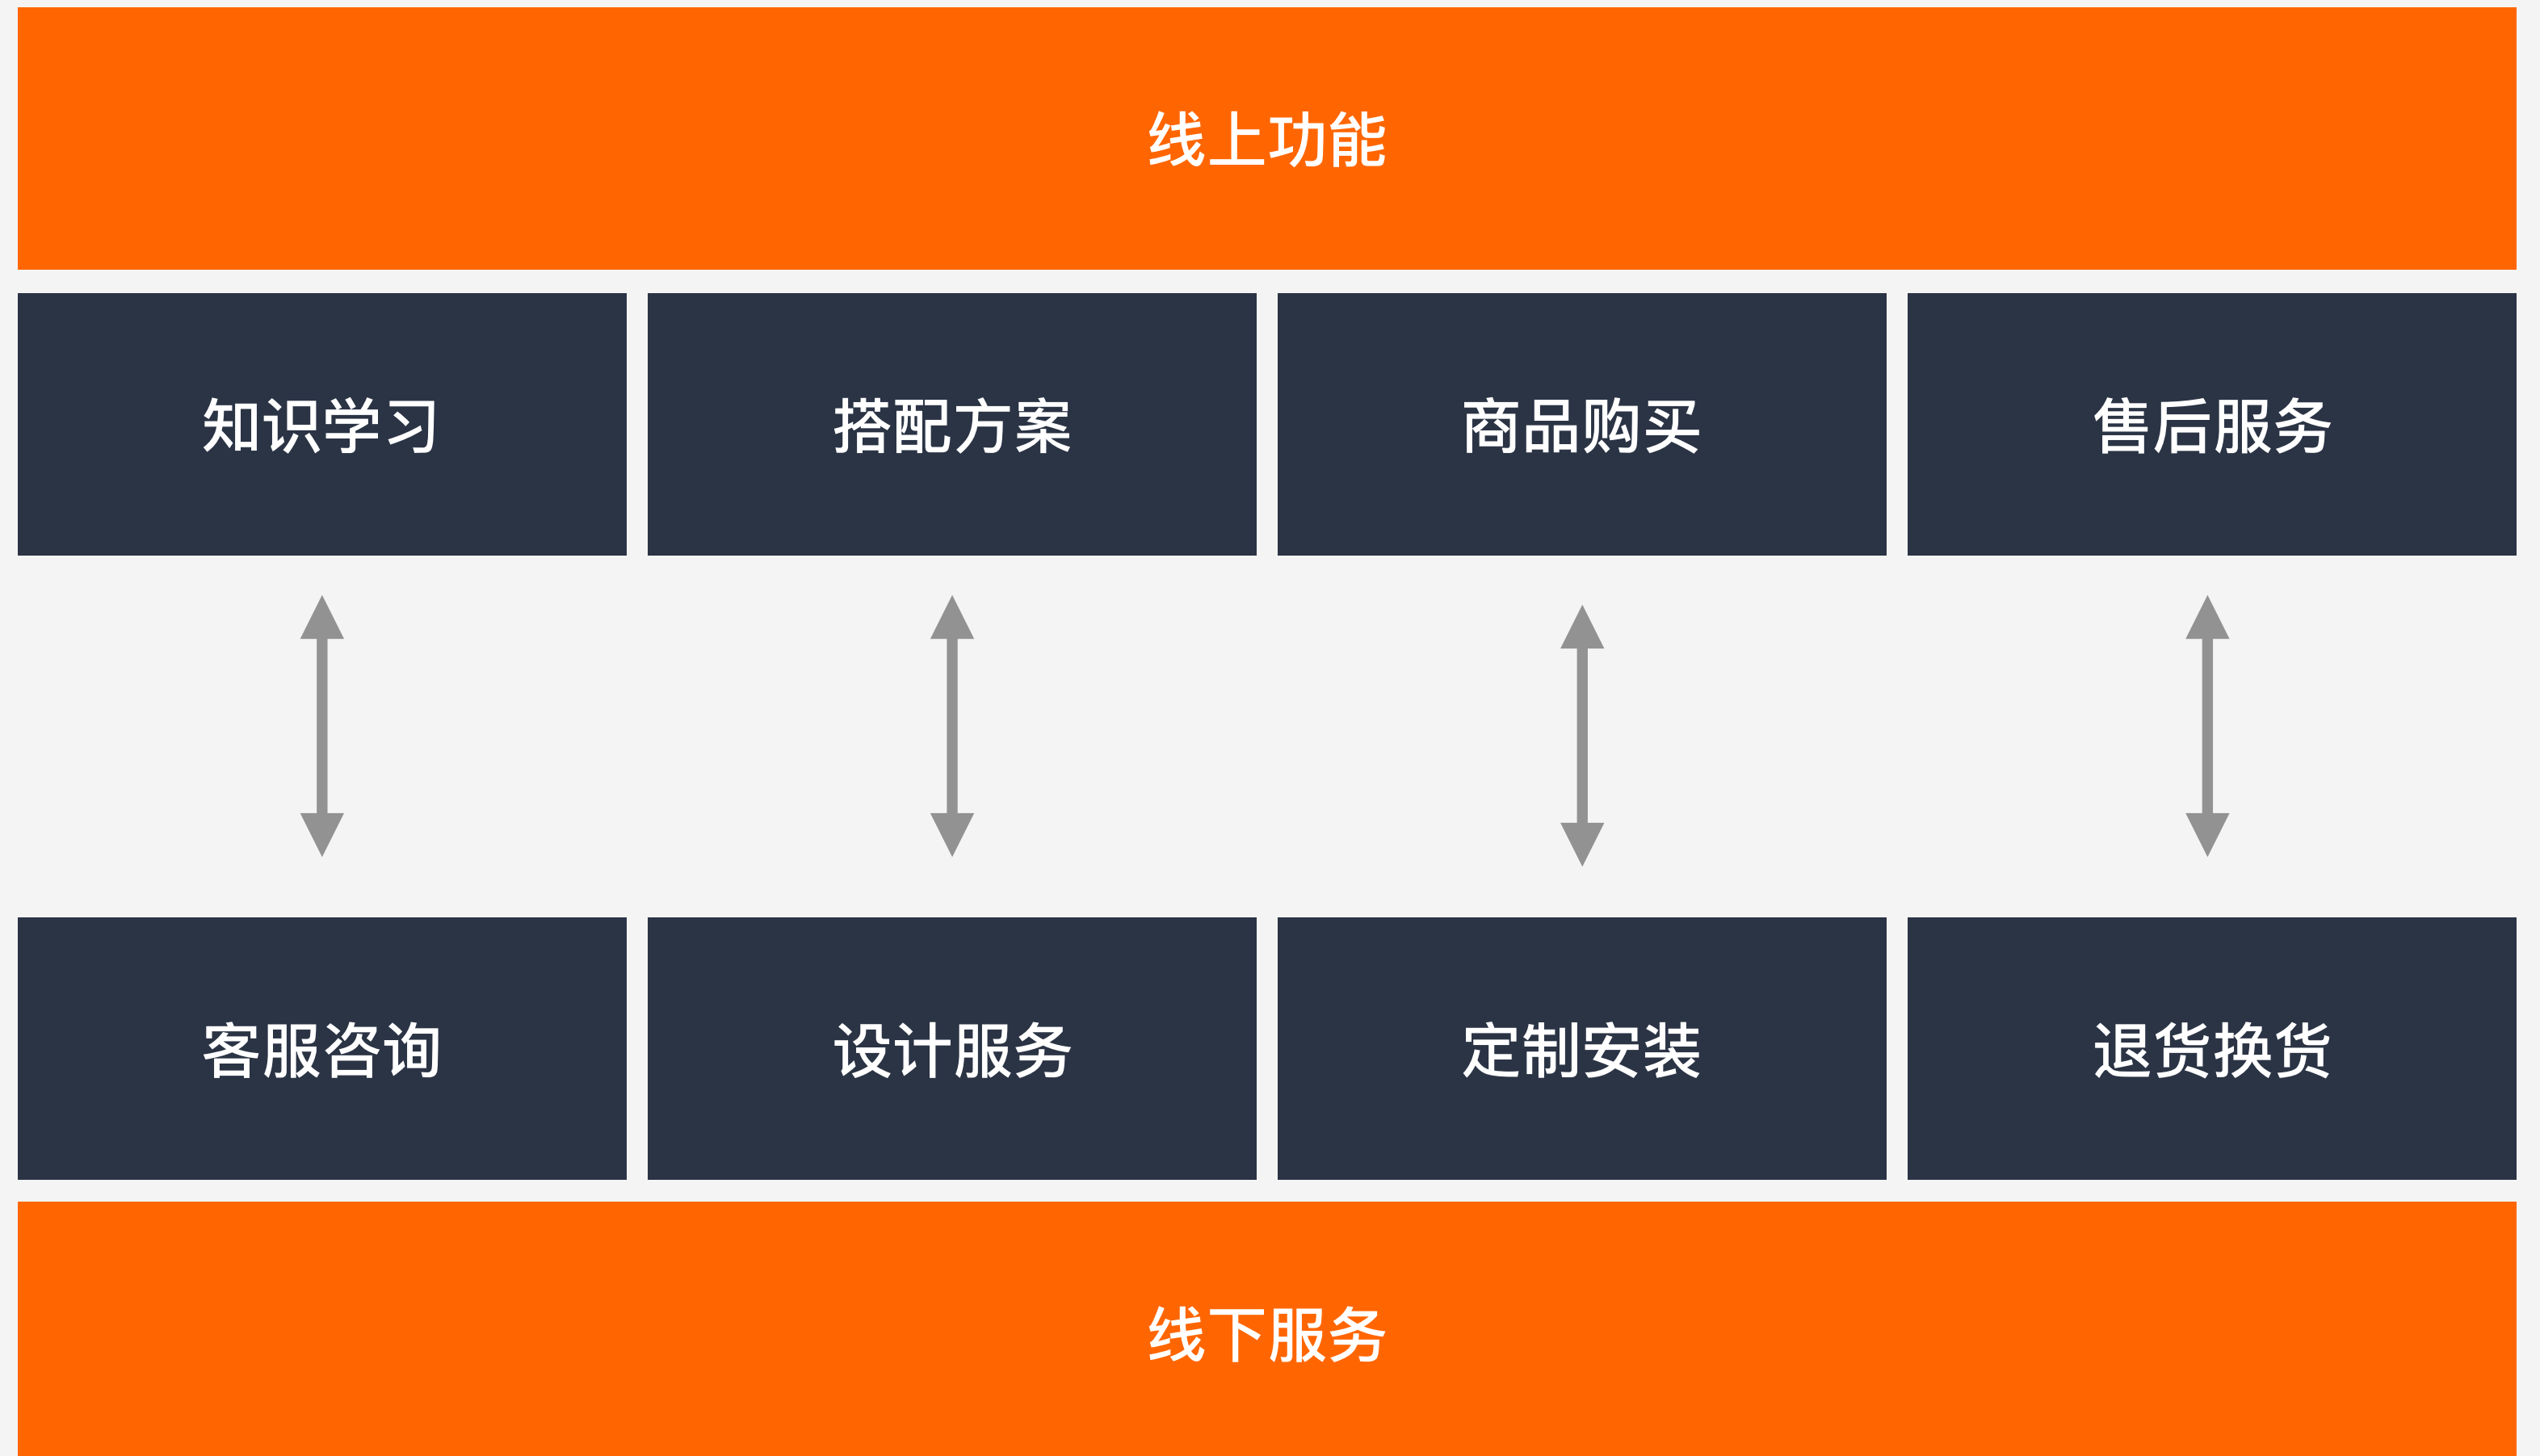 线上功能
知识学习
搭配方案
商品购买
售后服务
客服咨询
设计服务
定制安装
退货换货
线下服务